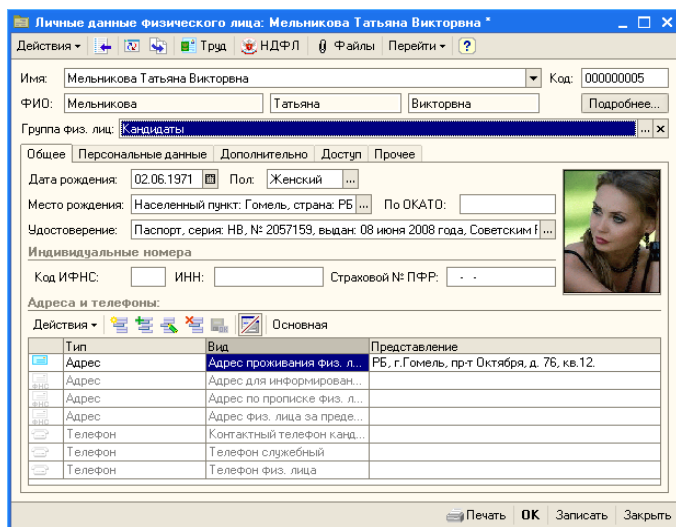 Личные данные физического лица: Мельникова Татьяна Викторвна *
Действия Труд НДФЛ Файлы Перейти ?
Имя: Мельникова Татьяна Викторвна Код: 000000005
ФИО: Мельникова Татьяна Викторвна Подробнее...
Группа физ. лиц: Кандидаты ... ×
Общее Персональные данные Дополнительно Доступ Прочее
Дата рождения: 02.06.1971 Пол: Женский ...
Место рождения: Населенный пункт: Гомель, страна: РБ ... По ОКАТО:
Удостоверение: Паспорт, серия: НВ, № 2057159, выдан: 08 июня 2008 года, Советским ...
Индивидуальные номера
Код ИФНС: ИНН: Страховой № ПФР: - -
Адреса и телефоны:
Действия Основная
Тип Вид Представление
Адрес Адрес проживания физ. л... РБ, г.Гомель, пр-т Октября, д. 76, кв.12.
ФНС Адрес Адрес для информирован...
ФНС Адрес Адрес по прописке физ. л...
ФНС Адрес Адрес физ. лица за преде...
Телефон Контактный телефон канд...
Телефон Телефон служебный
Телефон Телефон физ. лица
Печать OK Записать Закрыть